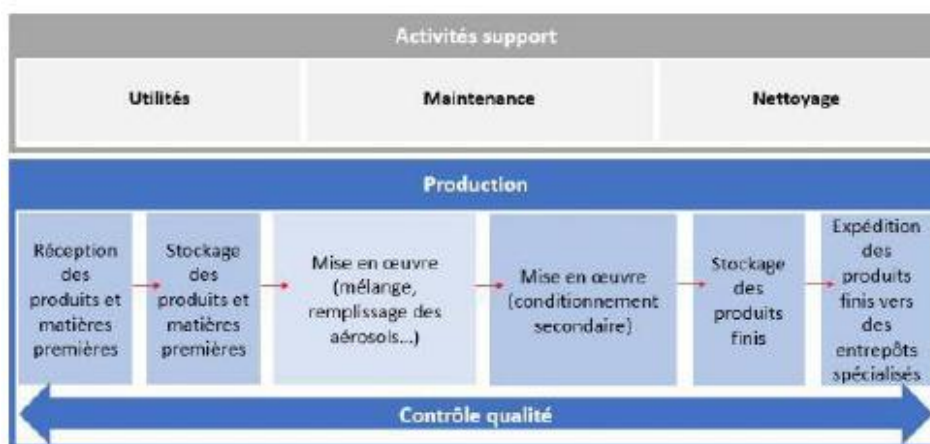 Activités support
Utilités
Maintenance
Nettoyage
Production
Réception
des
produits et
matières
premières
Stockage
des
produits et
matières
premières
Mise en œuvre
(mélange,
remplissage des
aérosols...)
Mise en œuvre
(conditionnement
secondaire)
Stockage
des
produits
finis
Expédition
des
produits
finis vers
des
entrepôts
spécialisés
Contrôle qualité